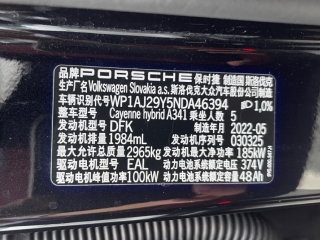 品牌 PORSCHE 保时捷 制造国 斯洛伐克
生产厂名 Volkswagen Slovakia a.s. 斯洛伐克大众汽车股份公司
车辆识别代号 WP1AJ29Y5NDA46394 1,0%
整车型号 Cayenne hybrid A341 乘坐人数 5
发动机型号 DFK 制造年月 2022-05
发动机排量 1984mL 发动机序列号 030325
最大允许总质量 2965kg 发动机最大净功率 185kW
驱动电机型号 EAL 动力电池系统额定电压 374V
驱动电机峰值功率 100kW 动力电池系统额定容量 48Ah